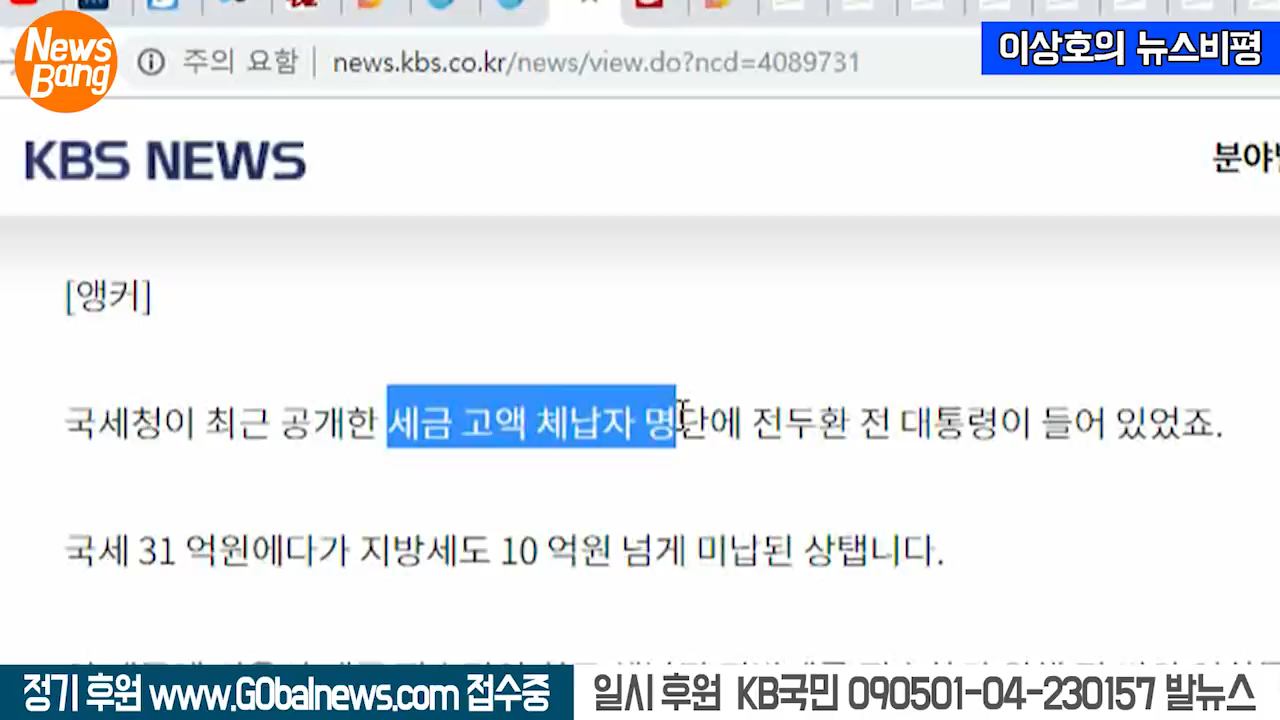 News
Bang
주의 요함
news.kbs.co.kr/news/view.do?ncd=4089731
이상호의 뉴스비평
KBS NEWS
[앵커]
국세청이 최근 공개한 세금 고액 체납자 명단에 전두환 전 대통령이 들어 있었죠.
국세 31 억원에다가 지방세도 10 억원 넘게 미납된 상탭니다.
정기 후원 www.G0balnews.com 접수중
일시 후원 KB국민 090501-04-230157 발뉴스